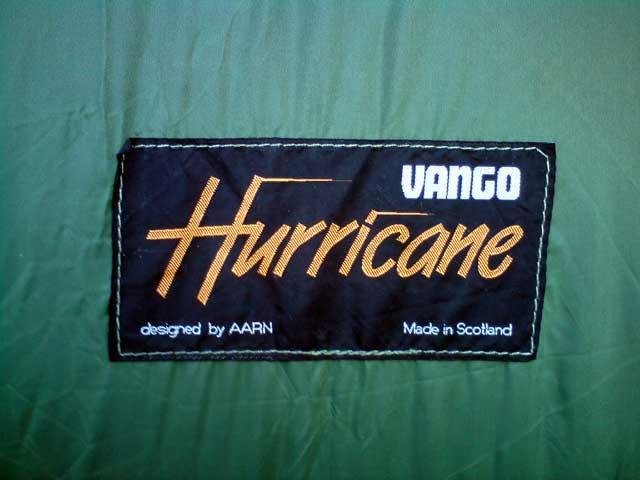 VANGO
Hurricane
designed by AARN Made in Scotland